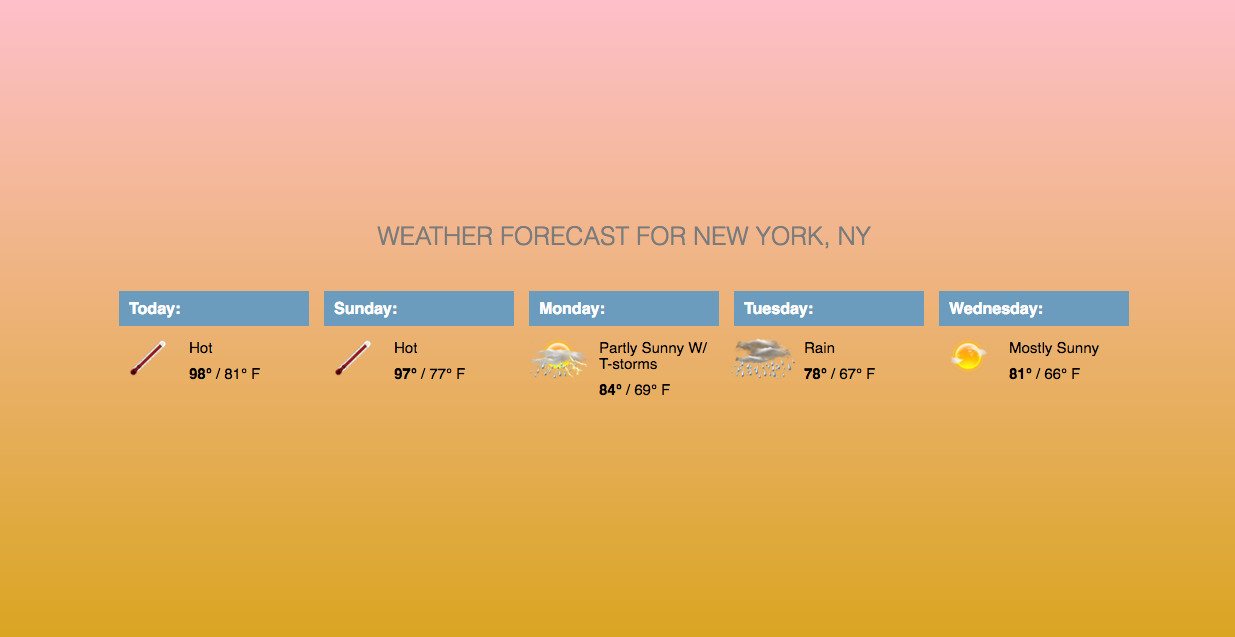 WEATHER FORECAST FOR NEW YORK, NY
Today:
Hot
98° / 81° F
Sunday:
Hot
97° / 77° F
Monday:
Partly Sunny W/
T-storms
84° / 69° F
Tuesday:
Rain
78° / 67° F
Wednesday:
Mostly Sunny
81° / 66° F